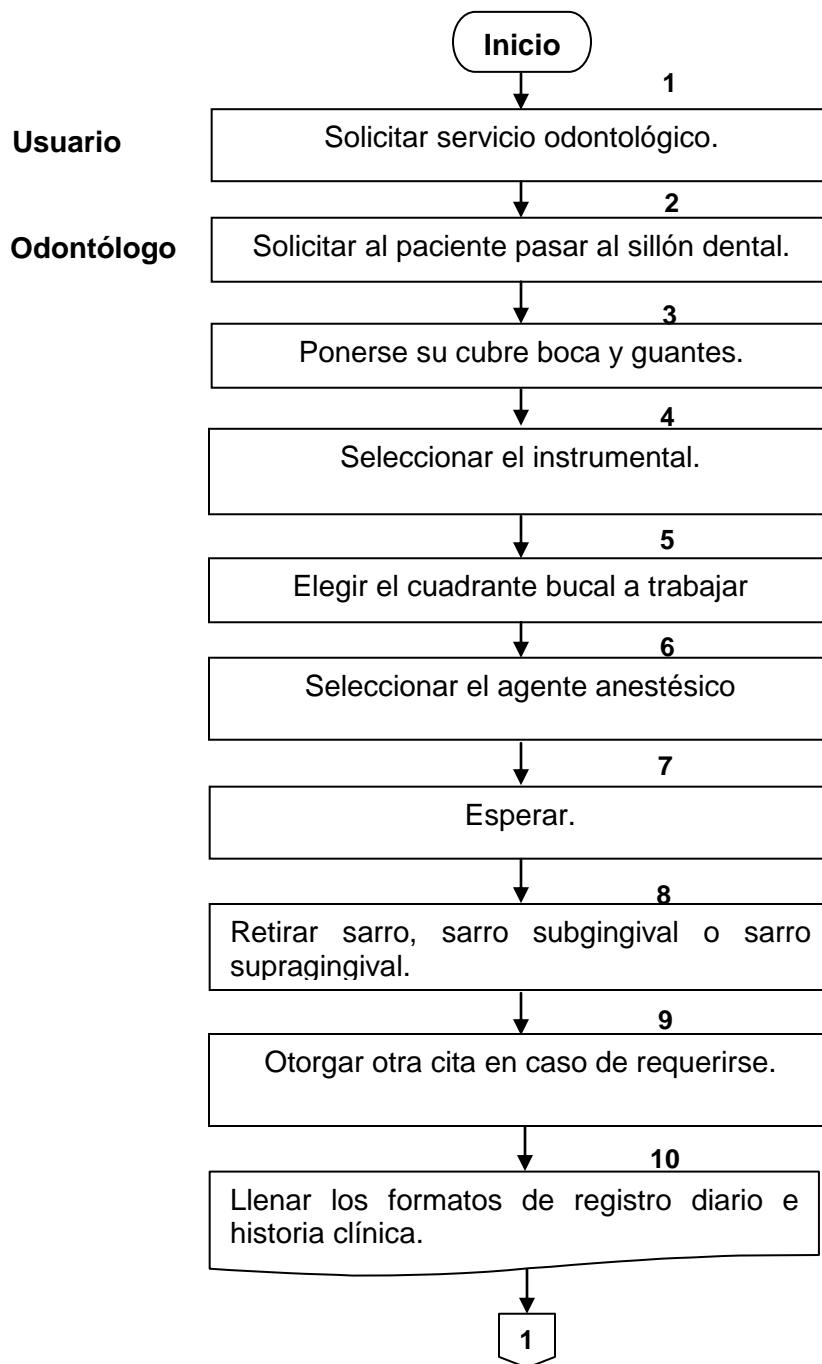 Inicio
1
Usuario
Solicitar servicio odontológico.
2
Odontólogo
Solicitar al paciente pasar al sillón dental.
3
Ponerse su cubre boca y guantes.
4
Seleccionar el instrumental.
5
Elegir el cuadrante bucal a trabajar
6
Seleccionar el agente anestésico
7
Esperar.
8
Retirar sarro, sarro subgingival o sarro
supragingival.
9
Otorgar otra cita en caso de requerirse.
10
Llenar los formatos de registro diario e
historia clínica.
1